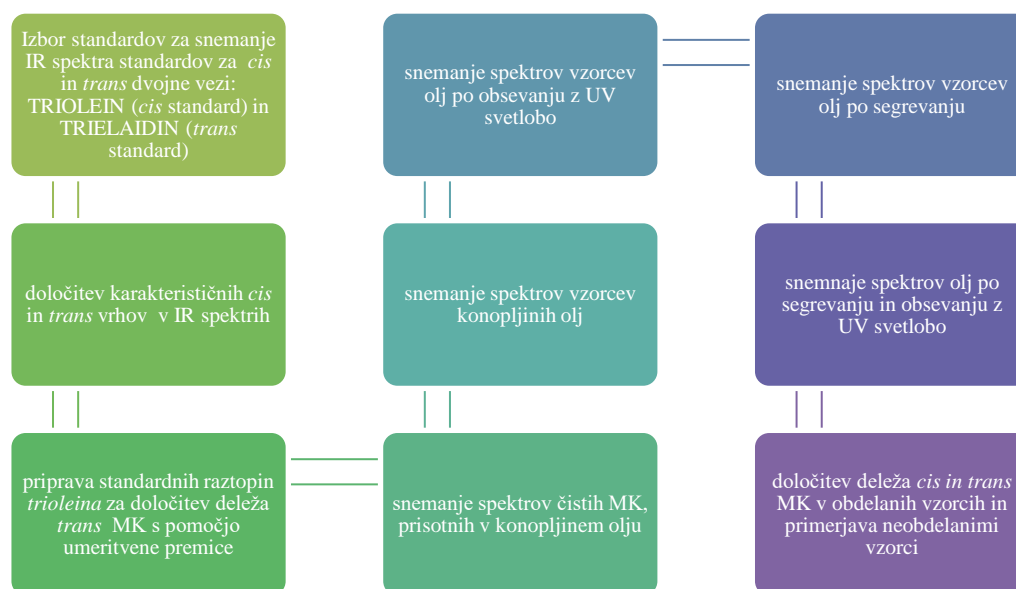 Izbor standardov za snemanje
IR spektra standardov za cis
in trans dvojne vezi:
TRIOLEIN (cis standard) in
TRIELAIDIN (trans
standard)
določitev karakterističnih cis
in trans vrhov v IR spektrih
priprava standardnih raztopin
trioleina za določitev deleža
trans MK s pomočjo
umeritvene premice
snemanje spektrov čistih MK,
prisotnih v konopljinem olju
snemanje spektrov vzorcev
konopljinih olj
snemanje spektrov vzorcev
olj po obsevanju z UV
svetlobo
snemanje spektrov vzorcev
olj po segrevanju
snemnaje spektrov olj po
segrevanju in obsevanju z
UV svetlobo
določitev deleža cis in trans
MK v obdelanih vzorcih in
primerjava neobdelanimi
vzorci